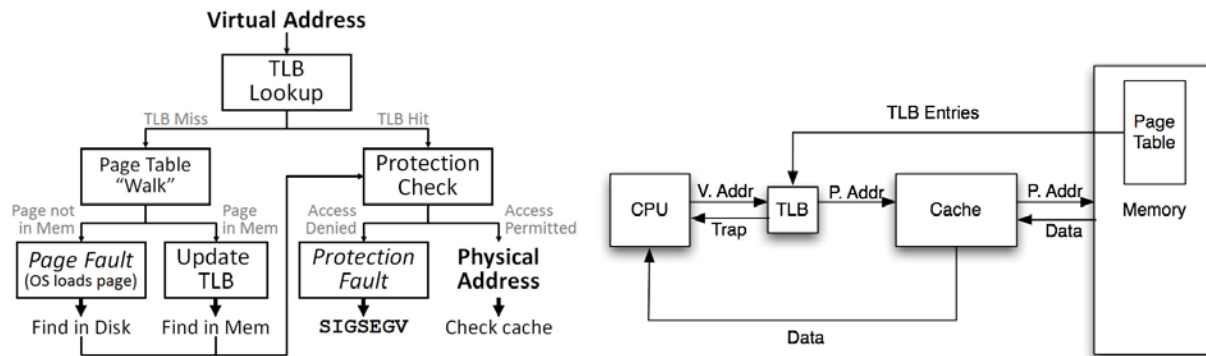 Virtual Address
TLB
Lookup
TLB Miss
TLB Hit
Page Table
“Walk”
Protection
Check
Page not
in Mem
Page
in Mem
Access
Denied
Access
Permitted
Page Fault
(OS loads page)
Update
TLB
Protection
Fault
Physical
Address
Find in Disk
Find in Mem
SIGSEGV
Check cache
TLB Entries
Page
Table
CPU
V. Addr
Trap
TLB
P. Addr
Cache
P. Addr
Data
Memory
Data